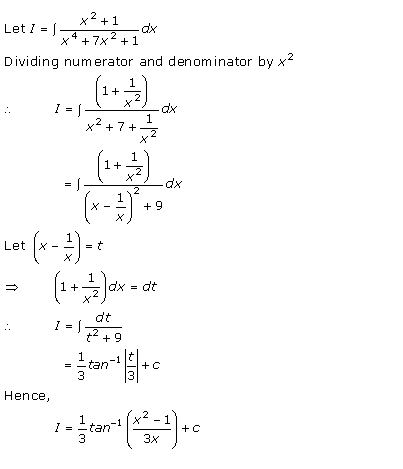 Let I = ∫ (x² + 1)/(x⁴ + 7x² + 1) dx
Dividing numerator and denominator by x²
∴ I = ∫ (1 + 1/x²)/(x² + 7 + 1/x²) dx
= ∫ (1 + 1/x²)/((x − 1/x)² + 9) dx
Let (x − 1/x) = t
⇒ (1 + 1/x²) dx = dt
∴ I = ∫ dt/(t² + 9)
= 1/3 tan⁻¹ |t/3| + c
Hence,
I = 1/3 tan⁻¹ ((x² − 1)/3x) + c